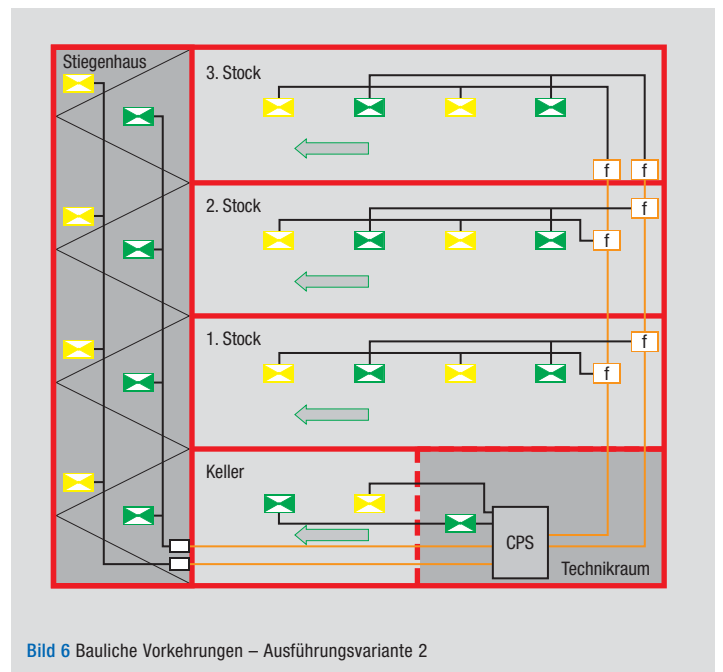 Stiegenhaus
3. Stock
f f
2. Stock
f
f
1. Stock
f
f
Keller
CPS
Technikraum
Bild 6 Bauliche Vorkehrungen – Ausführungsvariante 2